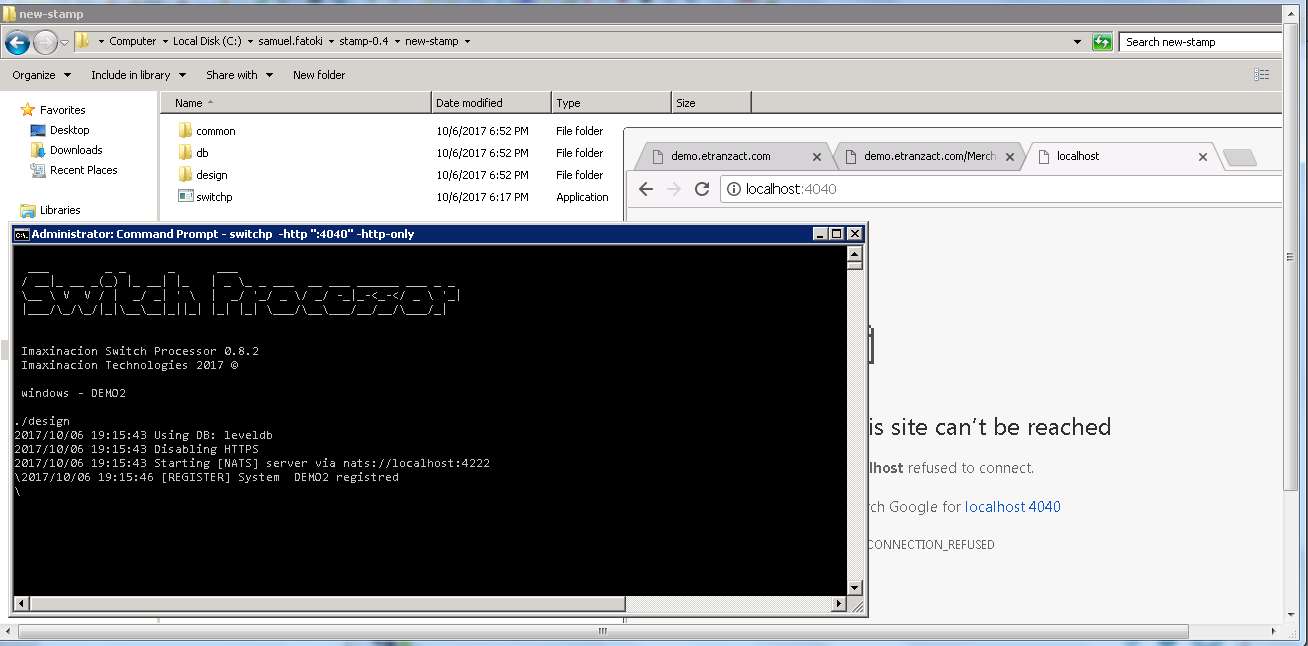 new-stamp
Computer Local Disk (C:) samuel.fatoki stamp-0.4 new-stamp
Search new-stamp
Organize Include in library Share with New folder
Name Date modified Type Size
Favorites
Desktop
Downloads
Recent Places
Libraries
common 10/6/2017 6:52 PM File folder
db 10/6/2017 6:52 PM File folder
design 10/6/2017 6:52 PM File folder
switchp 10/6/2017 6:17 PM Application
demo.etranzact.com
demo.etranzact.com/Merch
localhost
localhost:4040
Administrator: Command Prompt - switchp -http ":4040" -http-only
Switch Processor
Imaxinacion Switch Processor 0.8.2
Imaxinacion Technologies 2017 ©
windows - DEMO2
./design
2017/10/06 19:15:43 Using DB: leveldb
2017/10/06 19:15:43 Disabling HTTPS
2017/10/06 19:15:43 Starting [NATS] server via nats://localhost:4222
\2017/10/06 19:15:46 [REGISTER] System  DEMO2 registred
\
is site can't be reached
lhost refused to connect.
rch Google for localhost 4040
CONNECTION_REFUSED